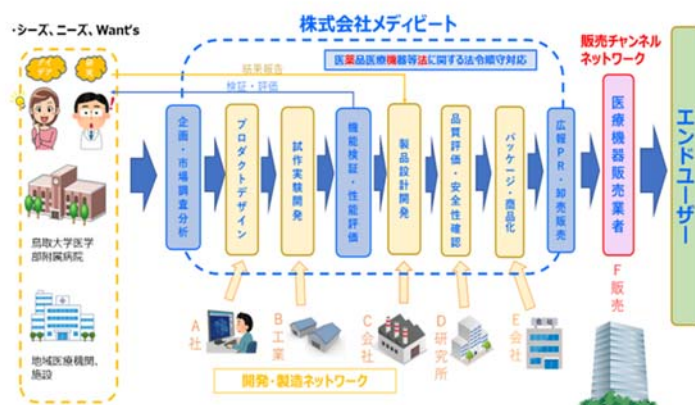 ・シーズ、ニーズ、Want's
株式会社メディビート
医薬品医療機器等法に関する法令順守対応
結果報告
検証・評価
企画・市場調査分析
プロダクトデザイン
試作実験開発
機能検証・性能評価
製品設計開発
品質評価・安全性確認
パッケージ・商品化
広報PR・卸売販売
販売チャンネル
ネットワーク
医療機器販売業者
エンドユーザー
鳥取大学医学
部附属病院
地域医療機関、
施設
A社
B工業
C会社
D研究所
E会社
F販売
開発・製造ネットワーク